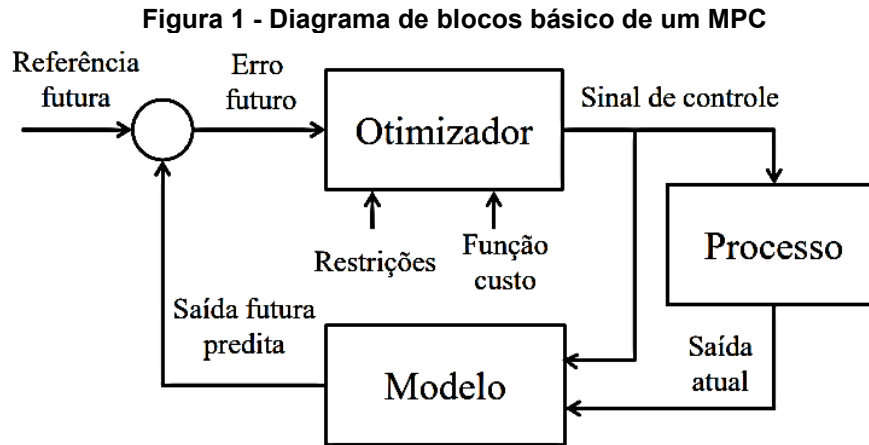 Figura 1 - Diagrama de blocos básico de um MPC
Referência
futura
Erro
futuro
Otimizador
Sinal de controle
Restrições
Função
custo
Processo
Saída futura
predita
Modelo
Saída
atual